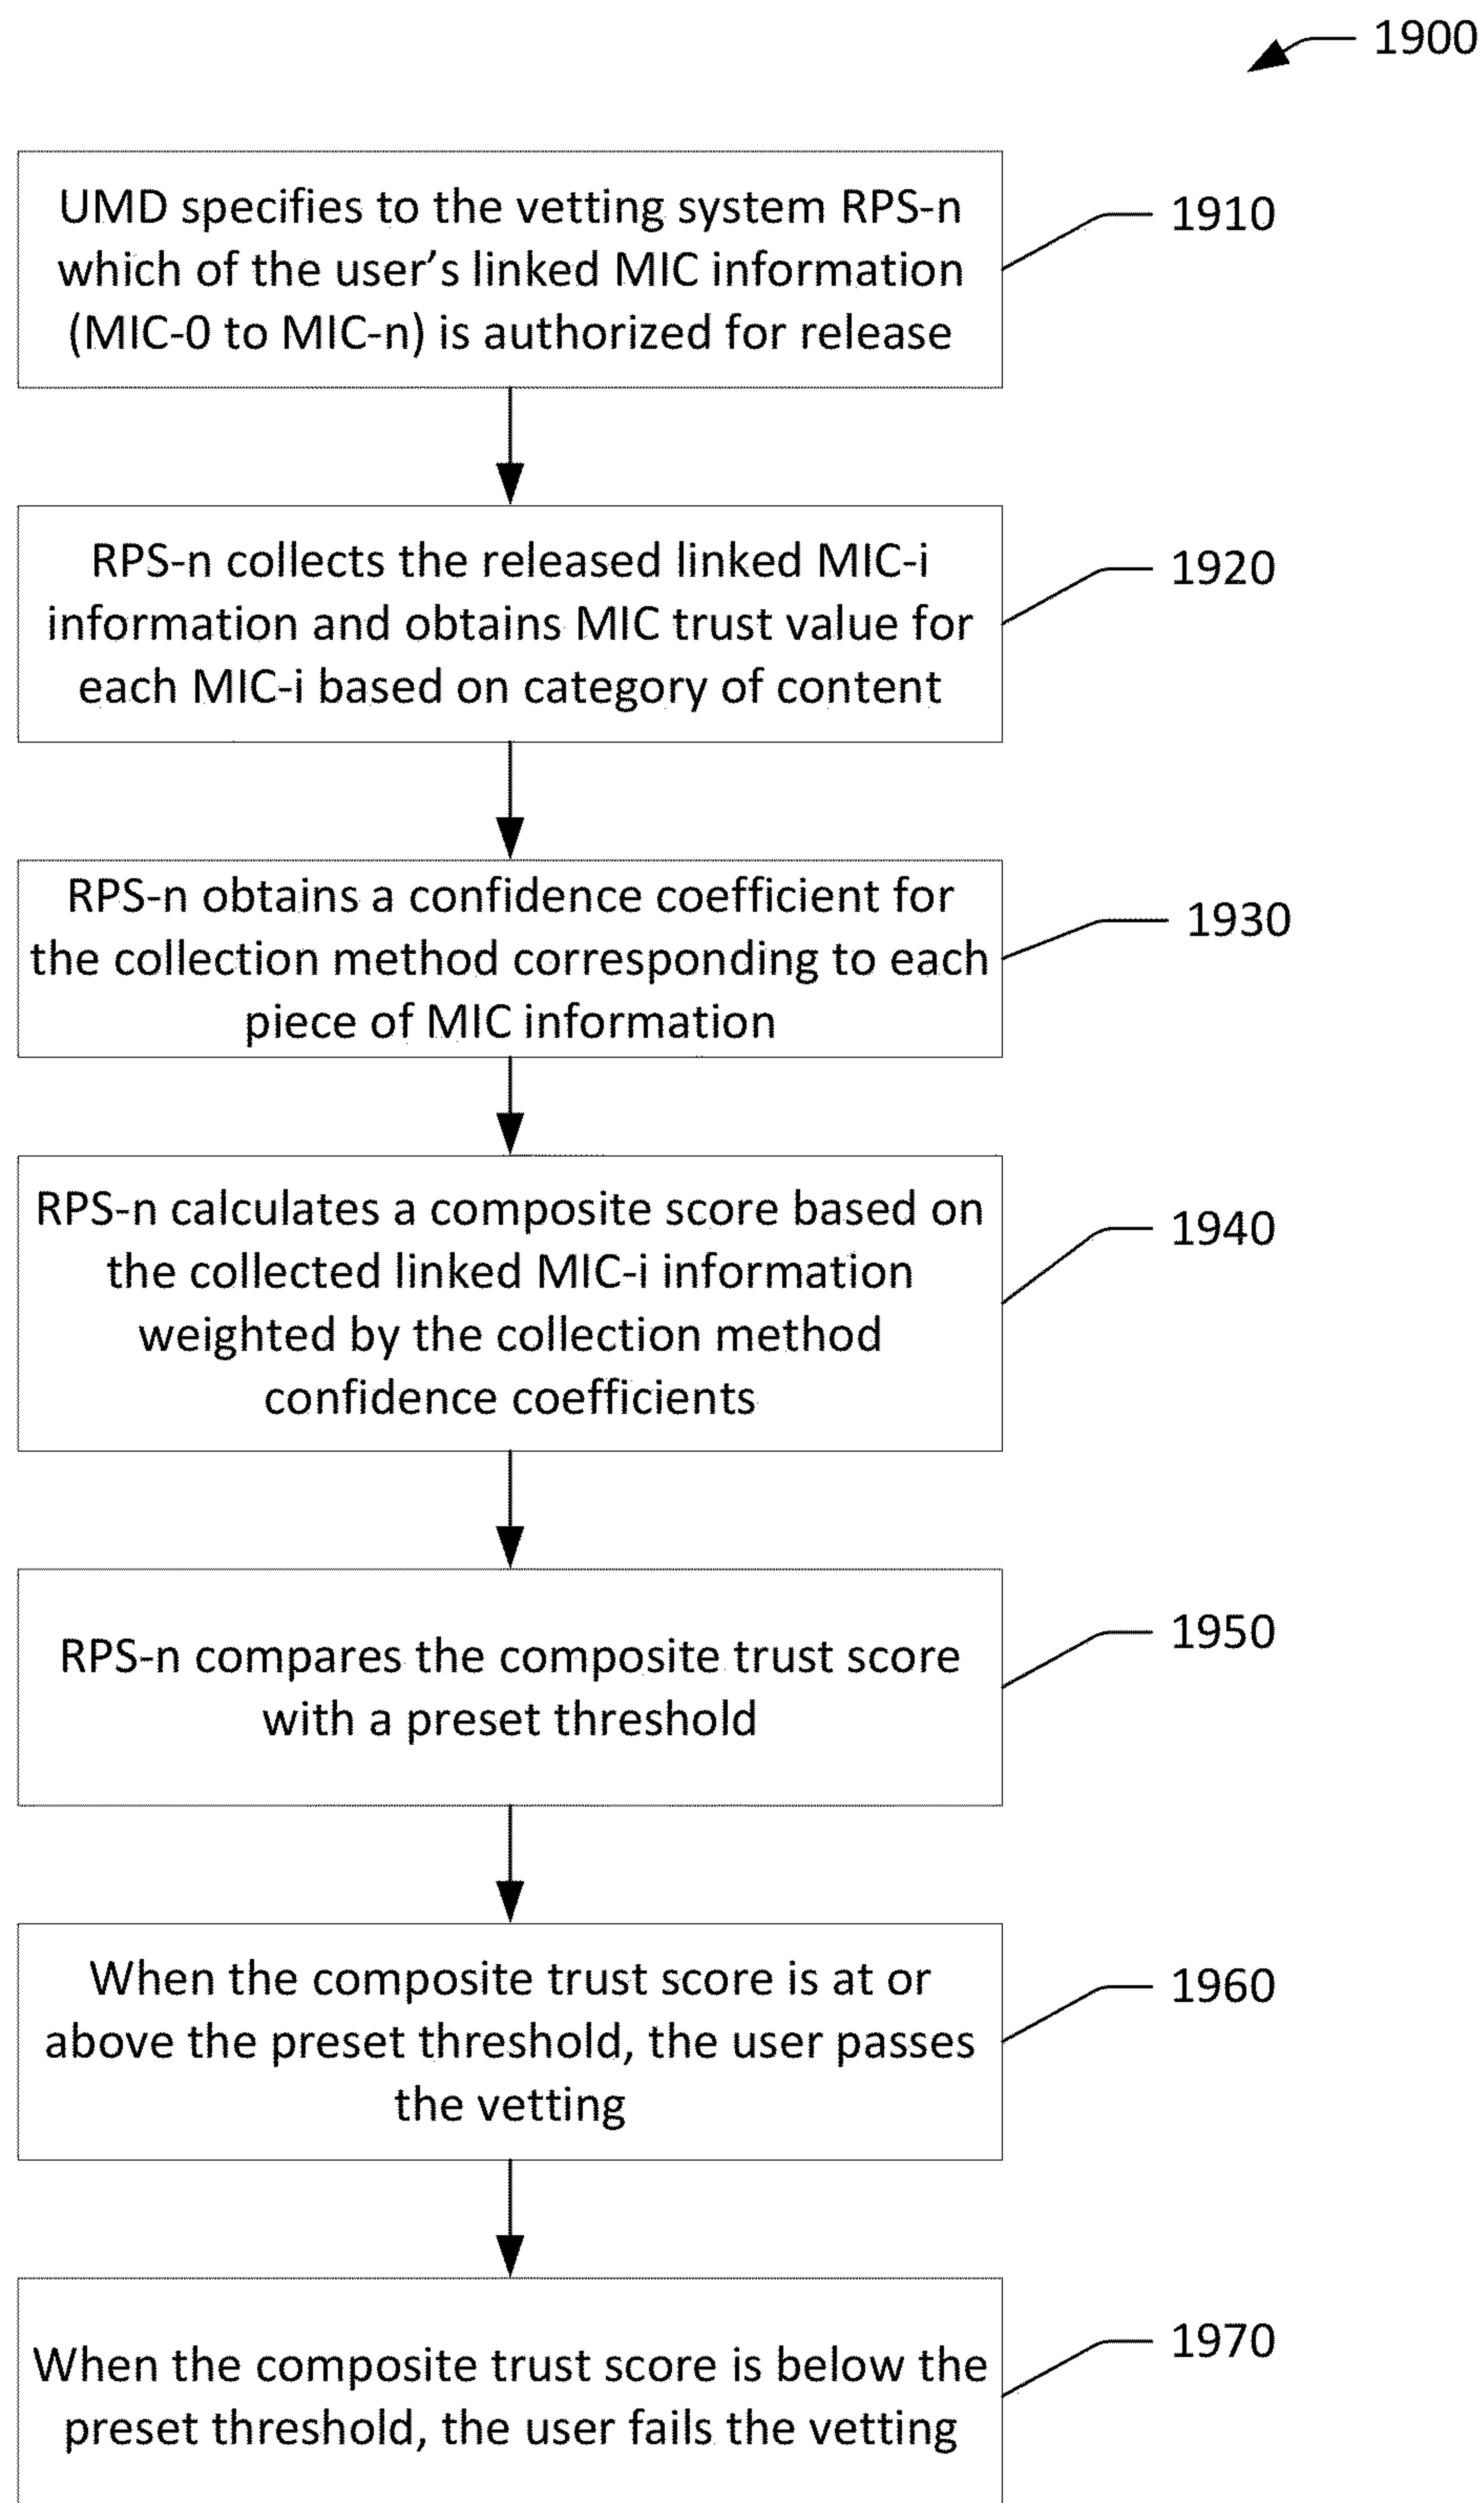 1900
UMD specifies to the vetting system RPS-n
which of the user's linked MIC information
(MIC-0 to MIC-n) is authorized for release
1910
RPS-n collects the released linked MIC-i
information and obtains MIC trust value for
each MIC-i based on category of content
1920
RPS-n obtains a confidence coefficient for
the collection method corresponding to each
piece of MIC information
1930
RPS-n calculates a composite score based on
the collected linked MIC-i information
weighted by the collection method
confidence coefficients
1940
RPS-n compares the composite trust score
with a preset threshold
1950
When the composite trust score is at or
above the preset threshold, the user passes
the vetting
1960
When the composite trust score is below the
preset threshold, the user fails the vetting
1970